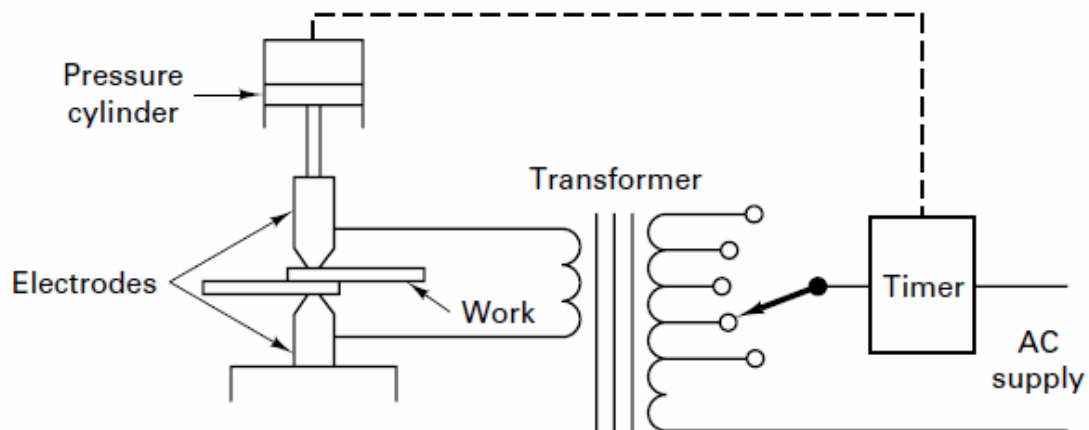 Pressure
cylinder
Transformer
Electrodes
Work
Timer
AC
supply